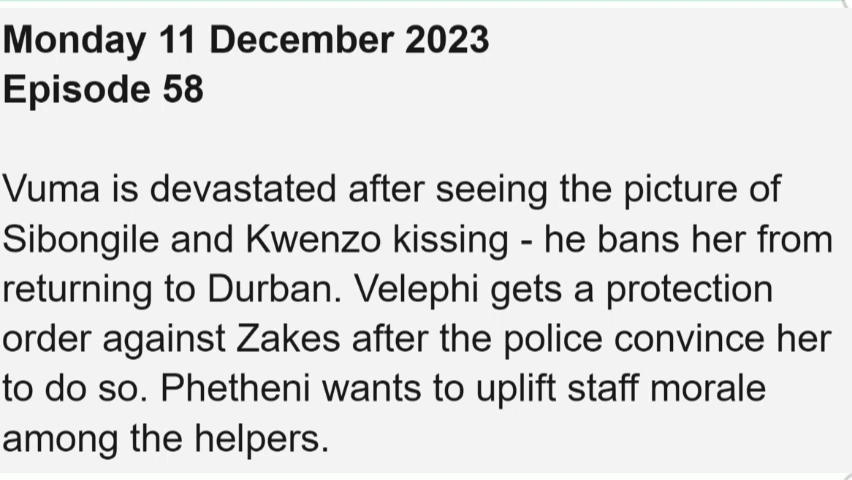 Monday 11 December 2023
Episode 58
Vuma is devastated after seeing the picture of
Sibongile and Kwenzo kissing - he bans her from
returning to Durban. Velephi gets a protection
order against Zakes after the police convince her
to do so. Phetheni wants to uplift staff morale
among the helpers.